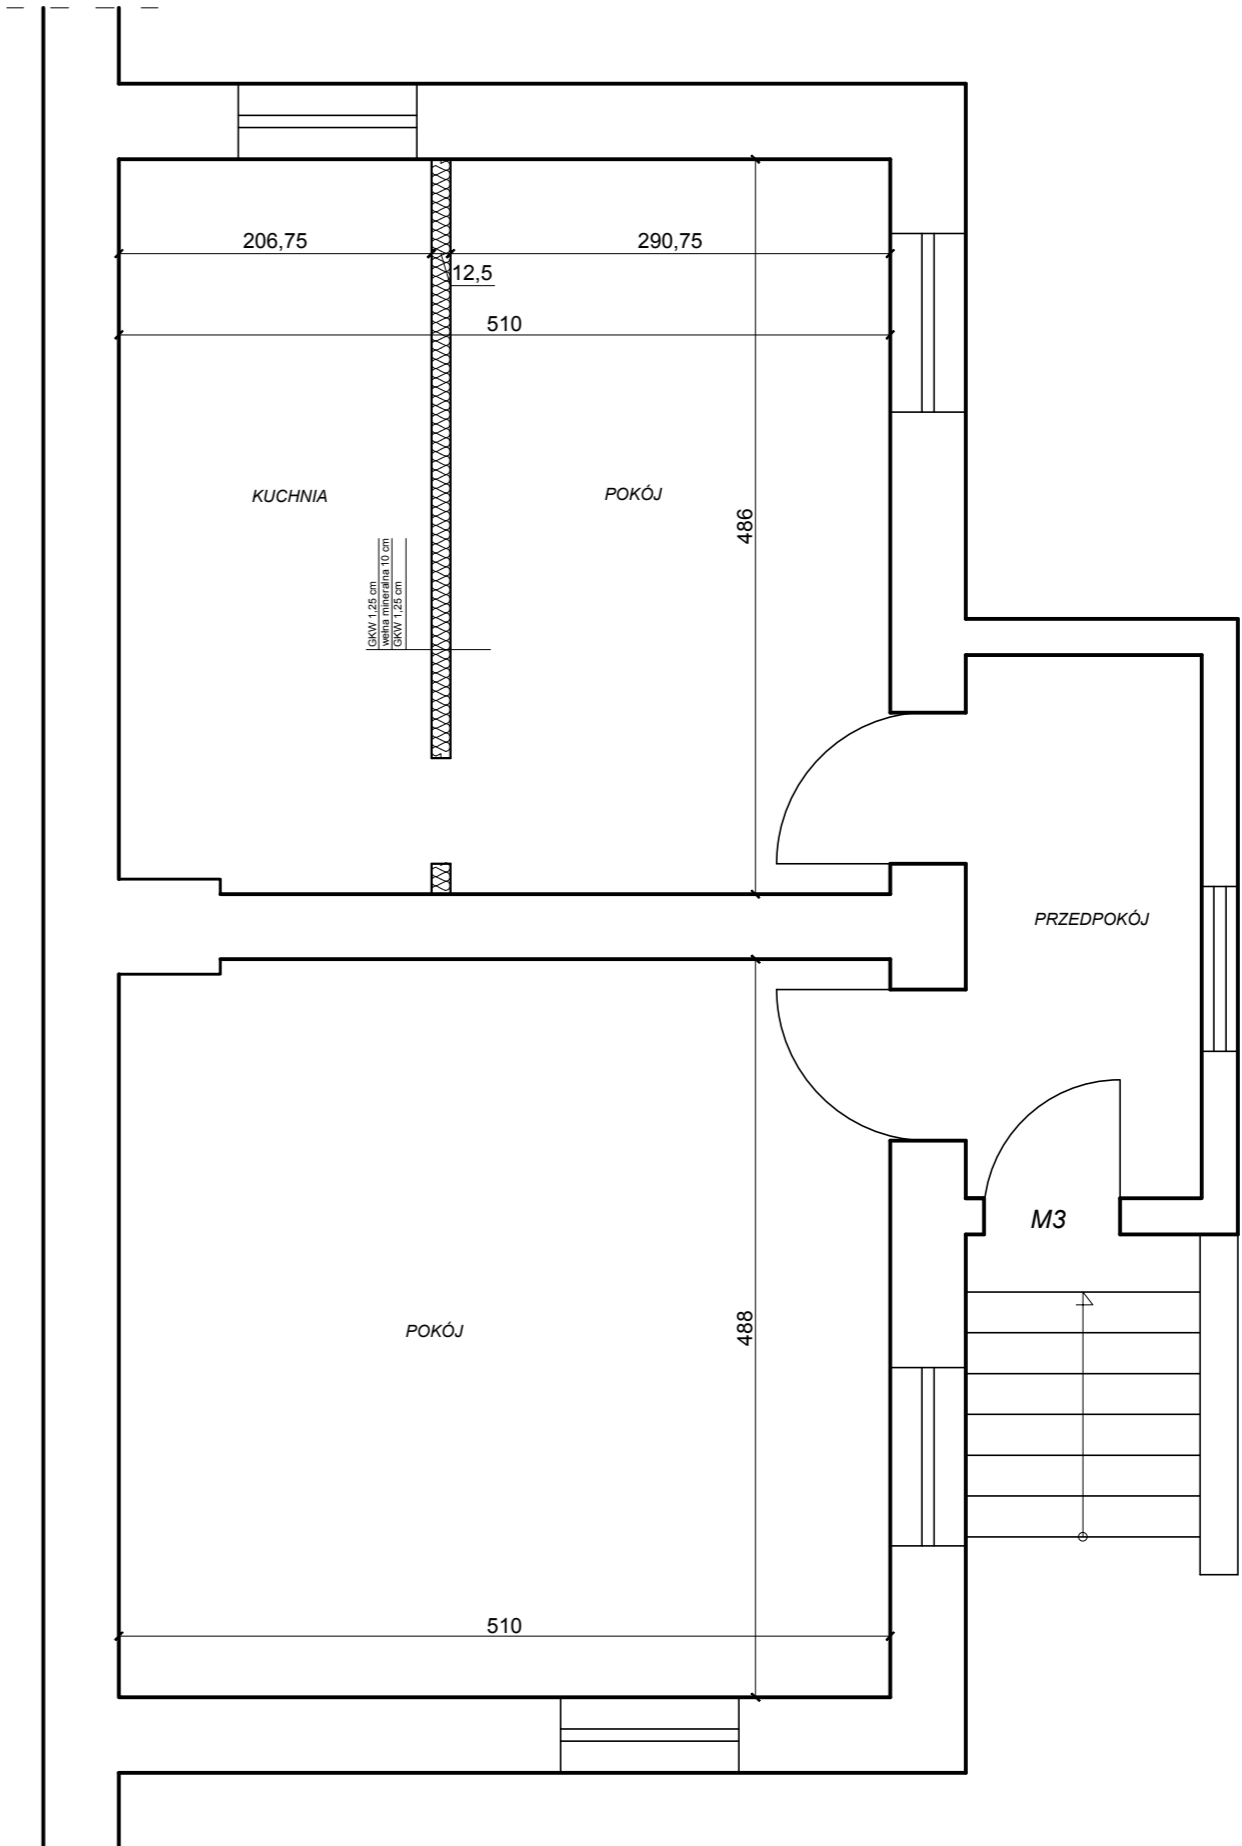 206,75
290,75
12,5
510
KUCHNIA
POKÓJ
486
GKW 1,25 cm
wełna mineralna 10 cm
GKW 1,25 cm
PRZEDPOKÓJ
M3
POKÓJ
488
510